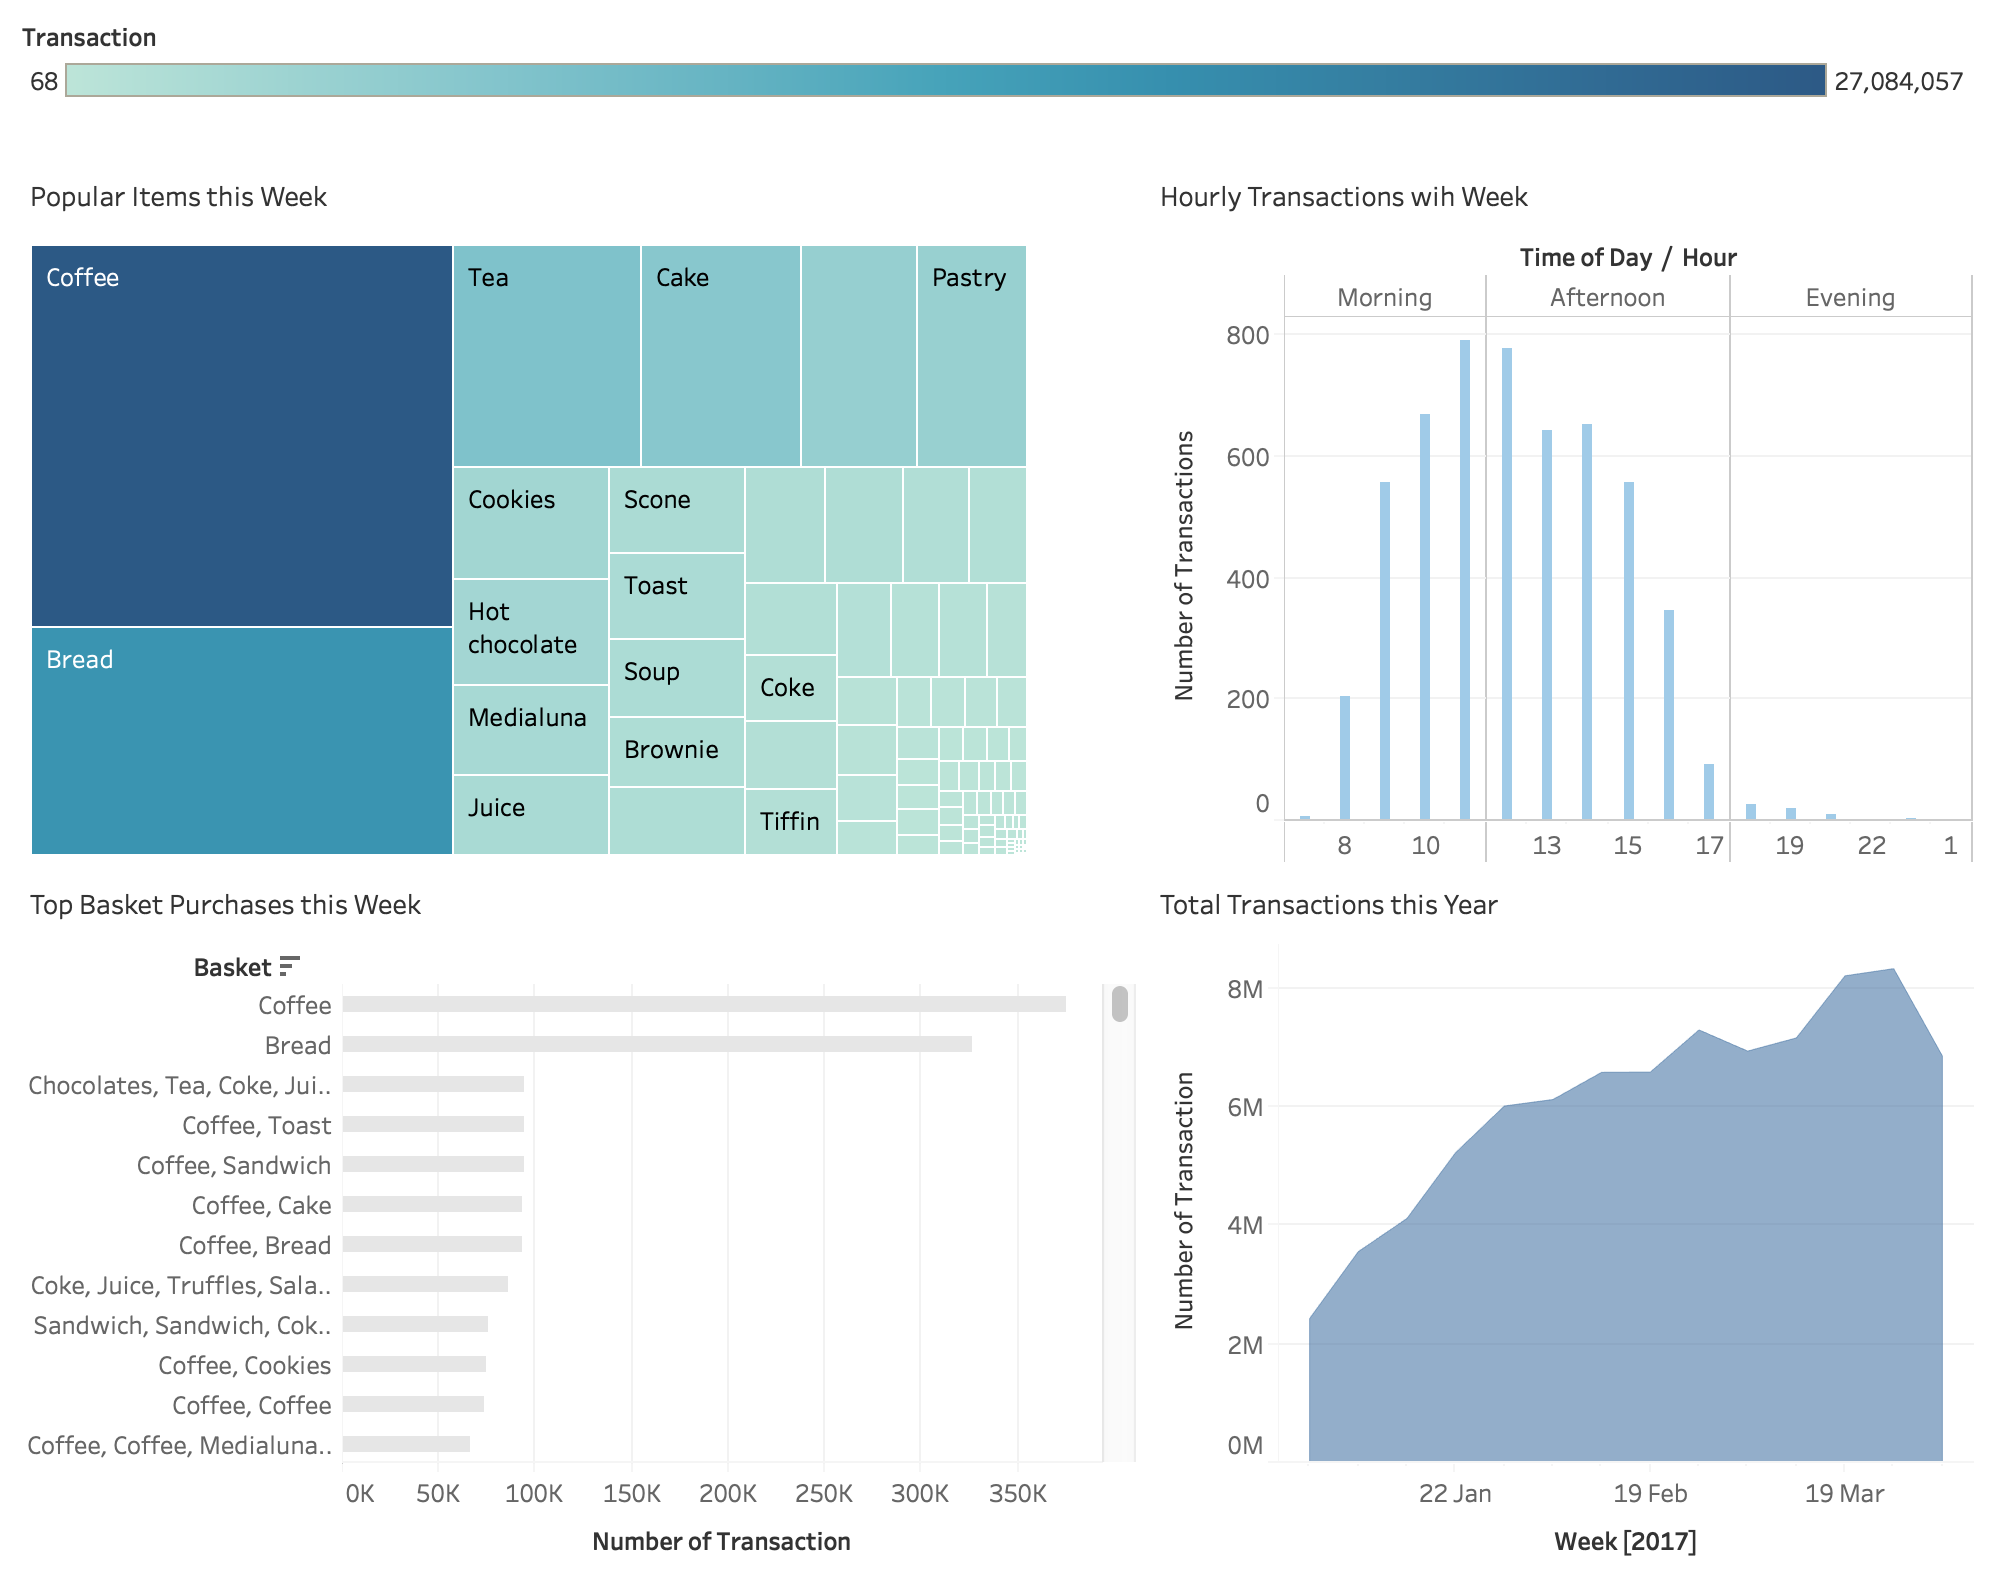 Transaction
68 27,084,057
Popular Items this Week
Coffee
Bread
Tea
Cake
Pastry
Cookies
Hot
chocolate
Medialuna
Juice
Scone
Toast
Soup
Brownie
Coke
Tiffin
Hourly Transactions wih Week
Time of Day / Hour
Morning Afternoon Evening
Number of Transactions
800
600
400
200
0
8 10 13 15 17 19 22 1
Top Basket Purchases this Week
Basket
Coffee
Bread
Chocolates, Tea, Coke, Jui..
Coffee, Toast
Coffee, Sandwich
Coffee, Cake
Coffee, Bread
Coke, Juice, Truffles, Sala..
Sandwich, Sandwich, Cok..
Coffee, Cookies
Coffee, Coffee
Coffee, Coffee, Medialuna..
0K 50K 100K 150K 200K 250K 300K 350K
Number of Transaction
Total Transactions this Year
Number of Transaction
8M
6M
4M
2M
0M
22 Jan 19 Feb 19 Mar
Week [2017]